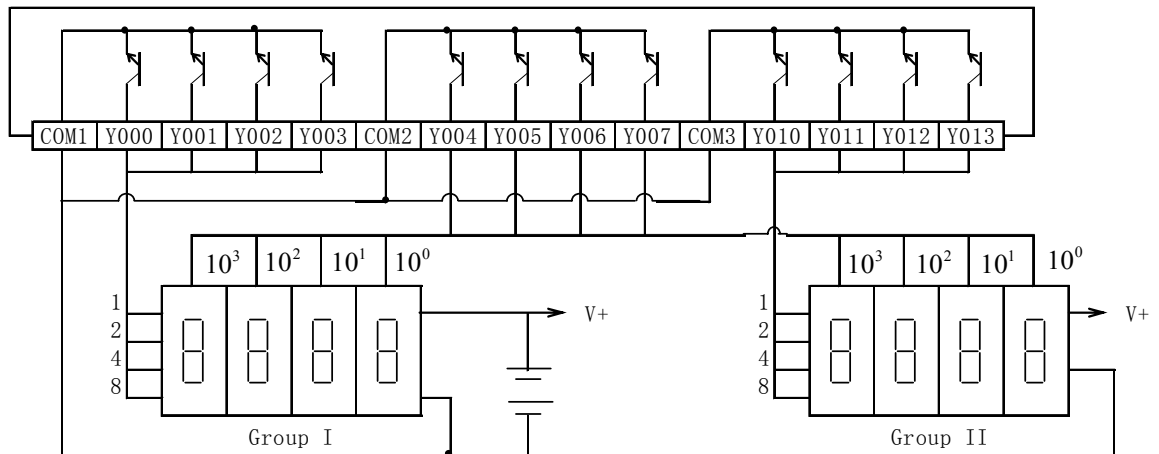 COM1 Y000 Y001 Y002 Y003 COM2 Y004 Y005 Y006 Y007 COM3 Y010 Y011 Y012 Y013
10³ 10² 10¹ 10⁰ 10³ 10² 10¹ 10⁰
1 V+ 1 V+
2 2
4 4
8 8
Group I Group II